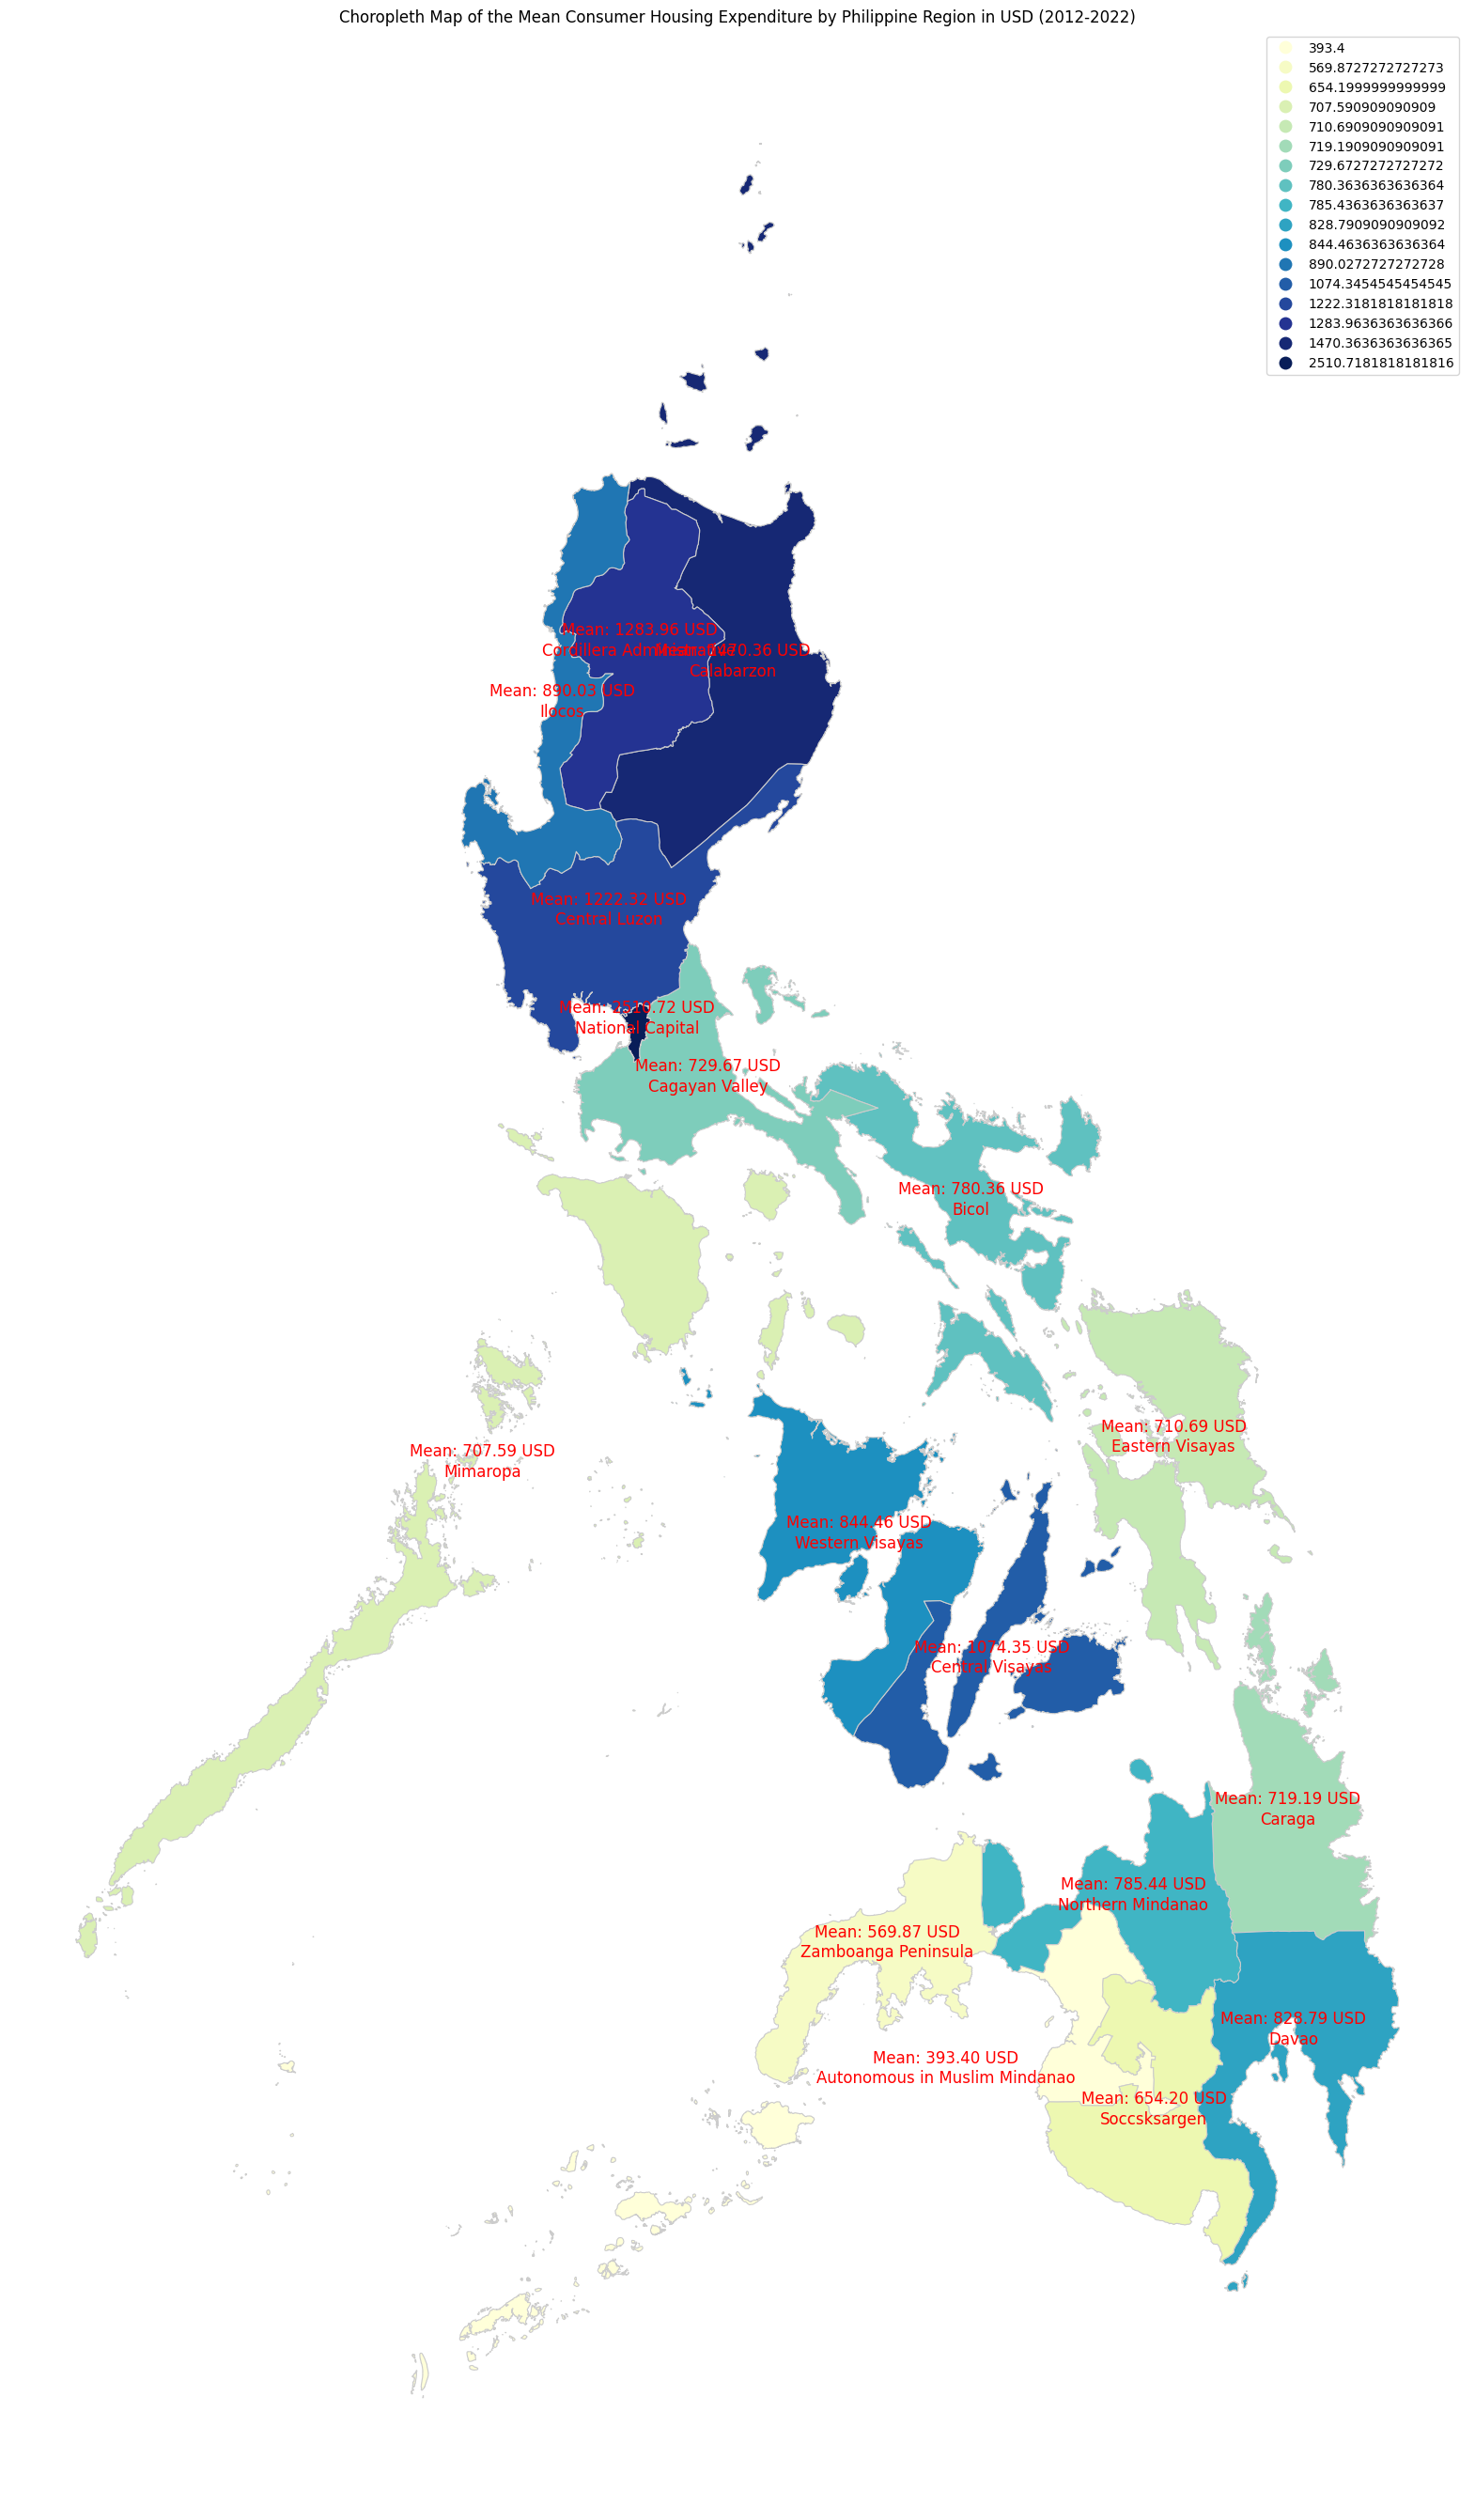 Choropleth Map of the Mean Consumer Housing Expenditure by Philippine Region in USD (2012-2022)
393.4
569.8727272727273
654.1999999999999
707.590909090909
710.6909090909091
719.1909090909091
729.6727272727272
780.3636363636364
785.4363636363637
828.7909090909092
844.4636363636364
890.0272727272728
1074.3454545454545
1222.3181818181818
1283.9636363636366
1470.3636363636365
2510.7181818181816
Mean: 1283.96 USD
Cordillera Administrative
Mean: 1470.36 USD
Calabarzon
Mean: 890.03 USD
Ilocos
Mean: 1222.32 USD
Central Luzon
Mean: 2510.72 USD
National Capital
Mean: 729.67 USD
Cagayan Valley
Mean: 780.36 USD
Bicol
Mean: 710.69 USD
Eastern Visayas
Mean: 707.59 USD
Mimaropa
Mean: 844.46 USD
Western Visayas
Mean: 1074.35 USD
Central Visayas
Mean: 719.19 USD
Caraga
Mean: 785.44 USD
Northern Mindanao
Mean: 569.87 USD
Zamboanga Peninsula
Mean: 828.79 USD
Davao
Mean: 393.40 USD
Autonomous in Muslim Mindanao
Mean: 654.20 USD
Soccsksargen